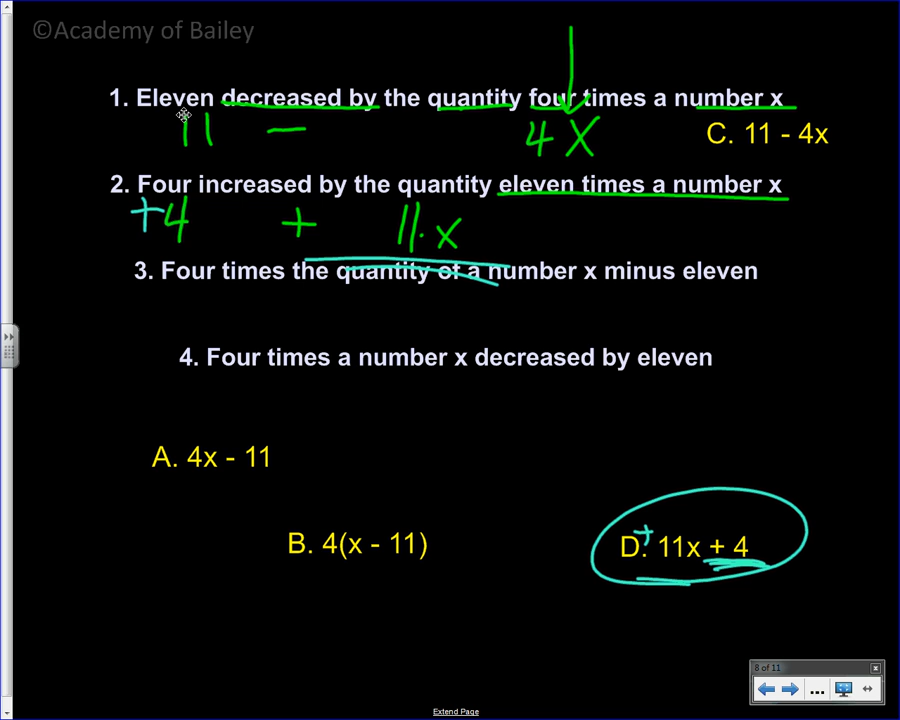 ©Academy of Bailey
1. Eleven decreased by the quantity four times a number x
11 - 4x
C. 11 - 4x
2. Four increased by the quantity eleven times a number x
+4 + 11·x
3. Four times the quantity of a number x minus eleven
4. Four times a number x decreased by eleven
A. 4x - 11
B. 4(x - 11)
+
D. 11x + 4
8 of 11
...
Extend Page